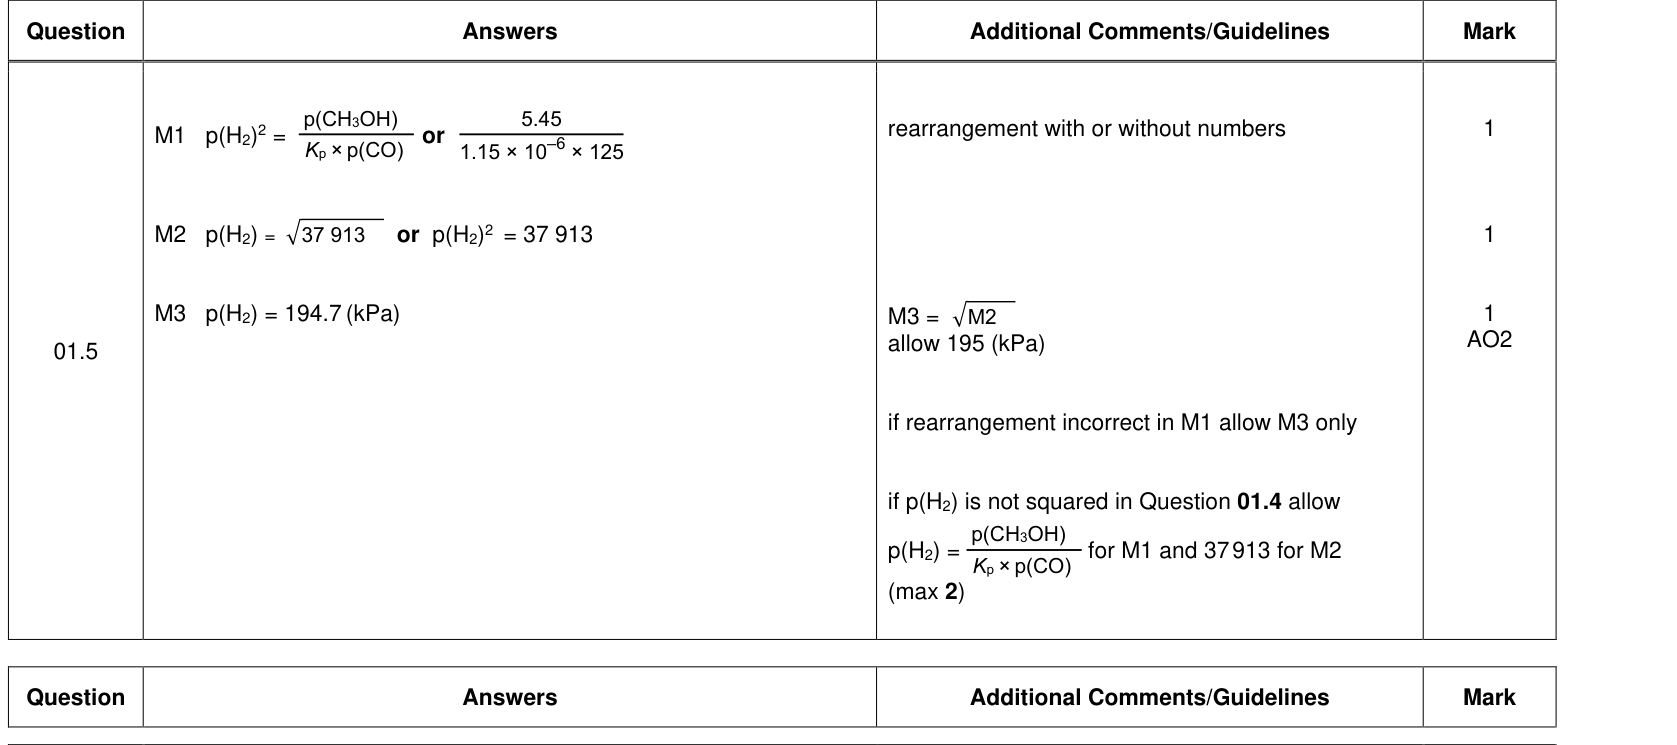 Question Answers Additional Comments/Guidelines Mark
M1 p(H₂)² = p(CH₃OH) / Kₚ × p(CO) or 5.45 / 1.15 × 10⁻⁶ × 125 rearrangement with or without numbers 1
M2 p(H₂) = √37 913 or p(H₂)² = 37 913 1
M3 p(H₂) = 194.7 (kPa) M3 = √M2 1
allow 195 (kPa) AO2
01.5
if rearrangement incorrect in M1 allow M3 only
if p(H₂) is not squared in Question 01.4 allow
p(H₂) = p(CH₃OH) / Kₚ × p(CO) for M1 and 37 913 for M2
(max 2)
Question Answers Additional Comments/Guidelines Mark